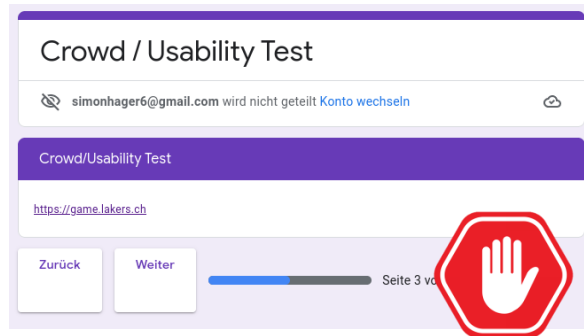 Crowd / Usability Test
simonhager6@gmail.com wird nicht geteilt Konto wechseln
Crowd/Usability Test
https://game.lakers.ch
Zurück Weiter Seite 3